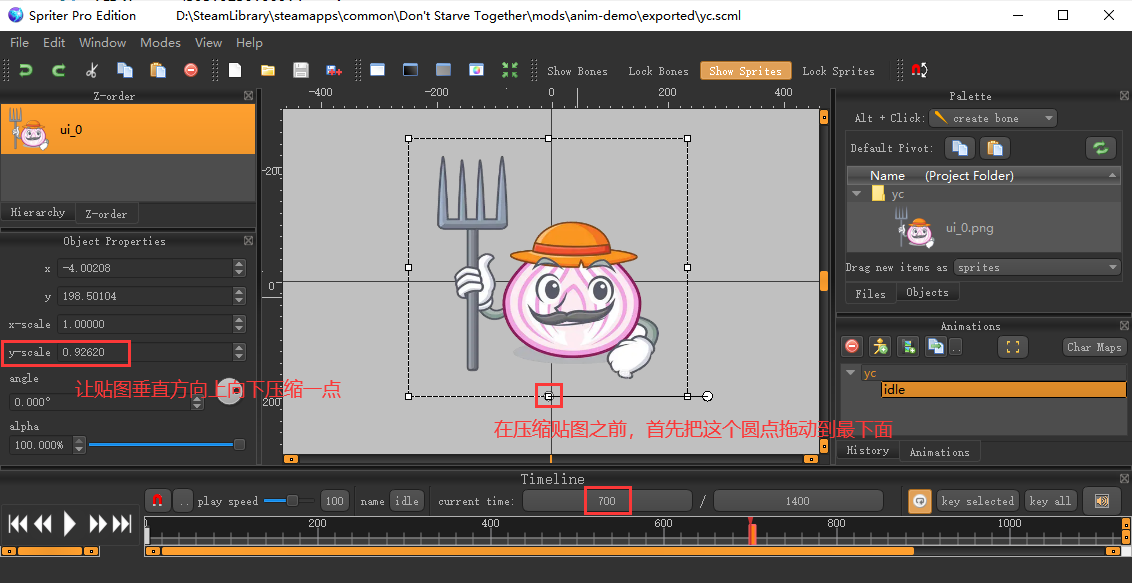 Spriter Pro Edition D:\SteamLibrary\steamapps\common\Don't Starve Together\mods\anim-demo\exported\yc.scml
File Edit Window Modes View Help
Show Bones Lock Bones Show Sprites Lock Sprites
Z-order
ui_0
Hierarchy Z-order
Object Properties
x -4.00208
y 198.50104
x-scale 1.00000
y-scale 0.92620
angle
0.000°
alpha
100.000%
让贴图垂直方向上向下压缩一点
-400 -200 0 200 400
-200
0
200
在压缩贴图之前，首先把这个圆点拖动到最下面
Palette
Alt + Click: create bone
Default Pivot:
Name (Project Folder)
yc
ui_0.png
Drag new items as sprites
Files Objects
Animations
.. Char Maps
yc
idle
History Animations
Timeline
.. play speed 100 name idle current time: 700 / 1400 key selected key all
0 200 400 600 800 1000